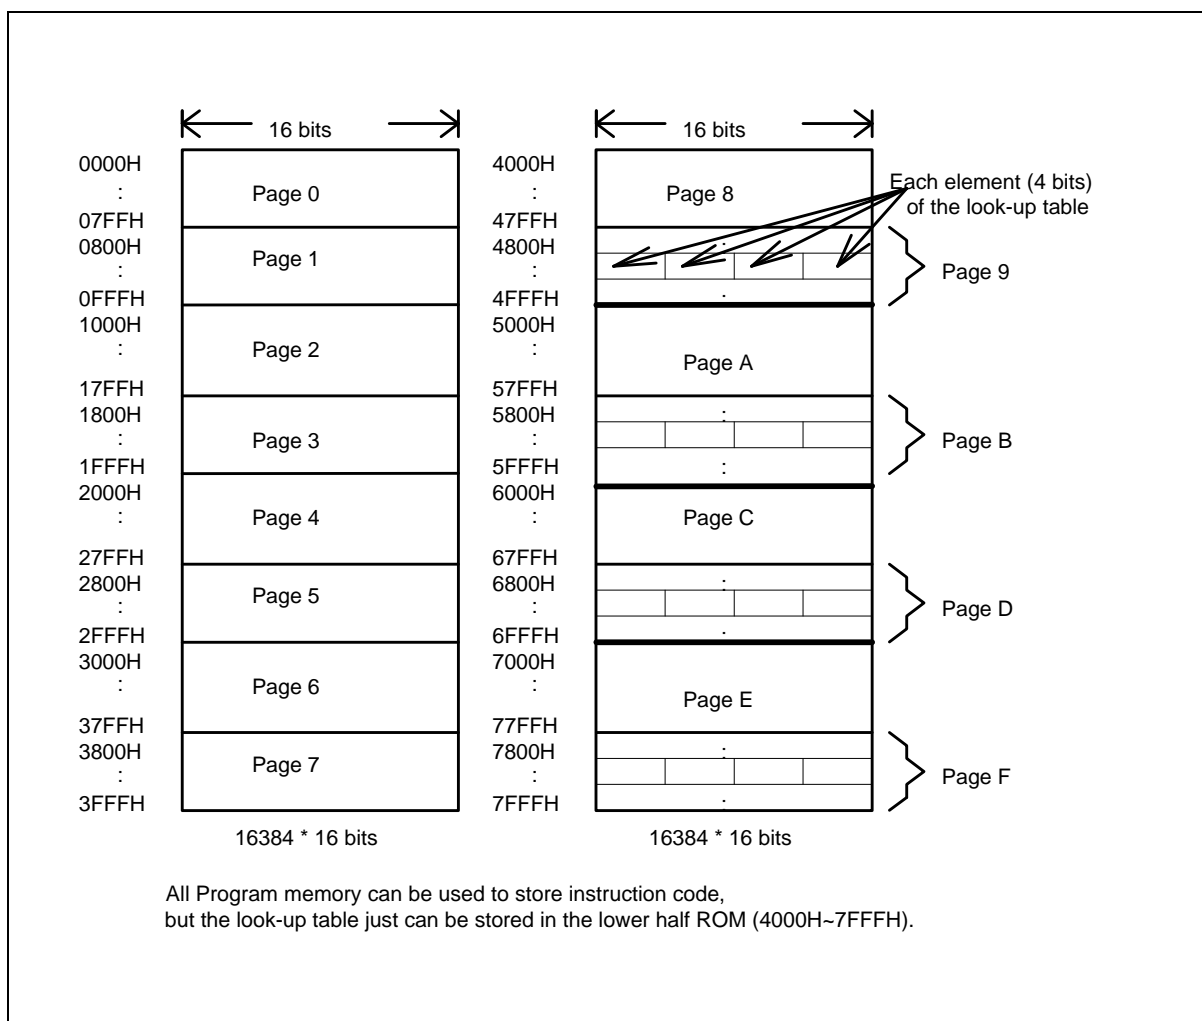 16 bits
0000H
:
07FFH
Page 0
0800H
:
0FFFH
Page 1
1000H
:
17FFH
Page 2
1800H
:
1FFFH
Page 3
2000H
:
27FFH
Page 4
2800H
:
2FFFH
Page 5
3000H
:
37FFH
Page 6
3800H
:
3FFFH
Page 7
16384 * 16 bits
16 bits
4000H
:
47FFH
Page 8
Each element (4 bits)
of the look-up table
4800H
:
4FFFH
:
:
Page 9
5000H
:
57FFH
Page A
5800H
:
5FFFH
:
:
Page B
6000H
:
67FFH
Page C
6800H
:
6FFFH
:
:
Page D
7000H
:
77FFH
Page E
7800H
:
7FFFH
:
:
Page F
16384 * 16 bits
All Program memory can be used to store instruction code,
but the look-up table just can be stored in the lower half ROM (4000H~7FFFH).